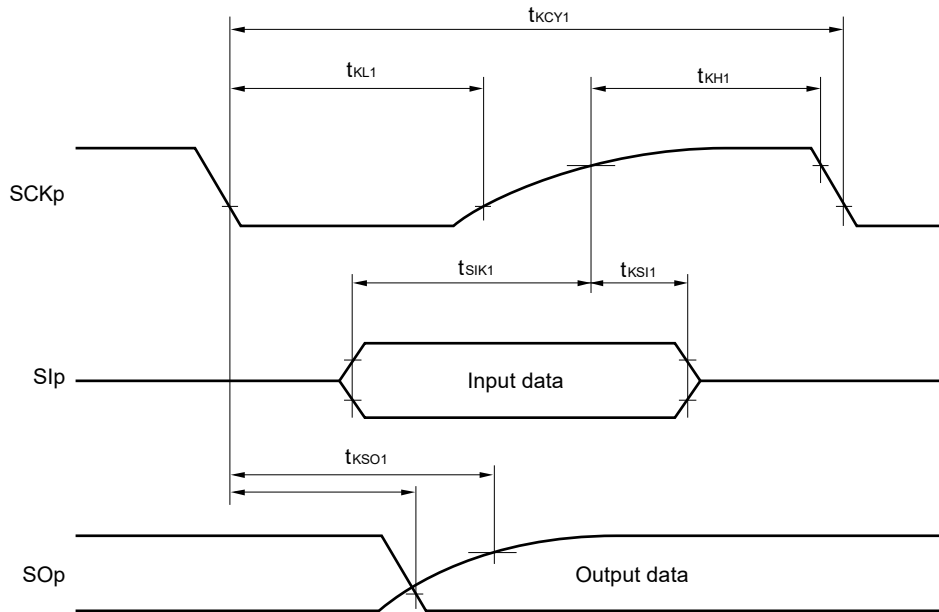 tKCY1
tKL1
tKH1
SCKp
tSIK1
tKSI1
SIp
Input data
tKSO1
SOp
Output data